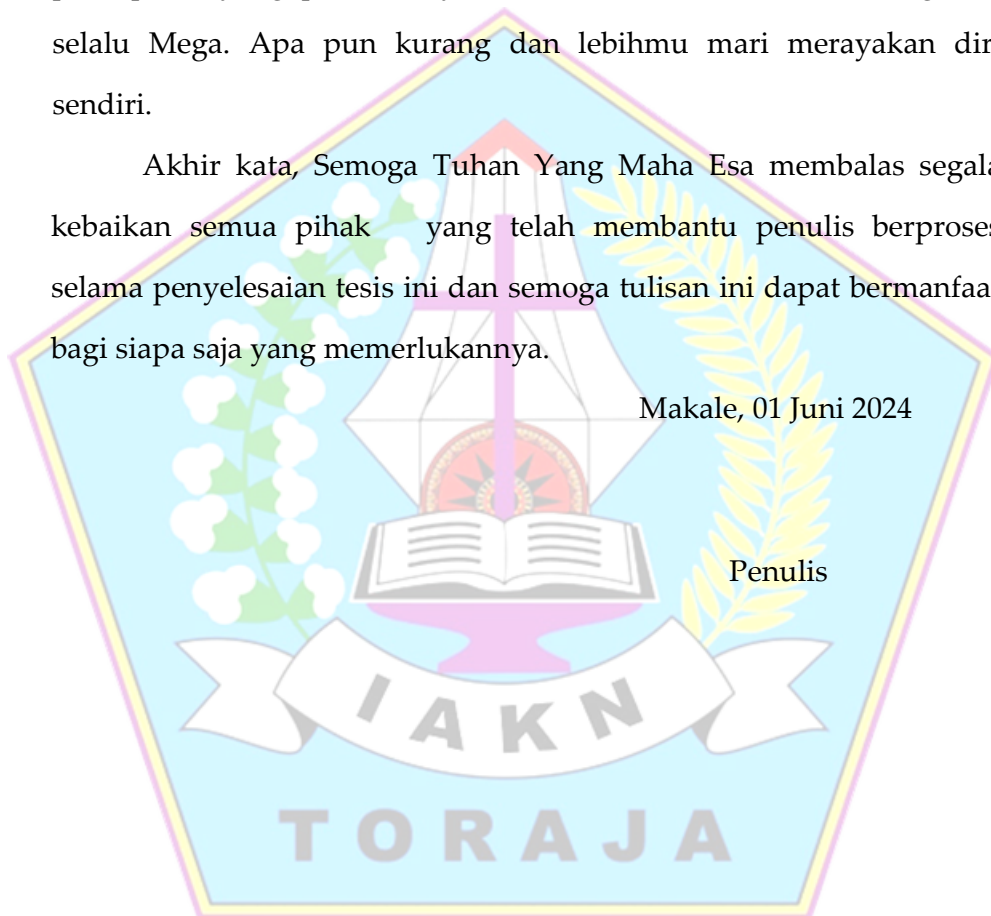 selalu Mega. Apa pun kurang dan lebihmu mari merayakan dir
sendiri.
Akhir kata, Semoga Tuhan Yang Maha Esa membalas segala
kebaikan semua pihak yang telah membantu penulis berproses
selama penyelesaian tesis ini dan semoga tulisan ini dapat bermanfaa
bagi siapa saja yang memerlukannya.
Makale, 01 Juni 2024
Penulis
IAKN
TORAJA